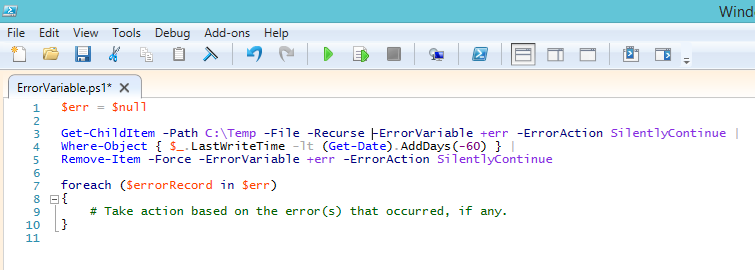 Windo
File Edit View Tools Debug Add-ons Help
ErrorVariable.ps1* X
1 $err = $null
2
3 Get-ChildItem -Path C:\Temp -File -Recurse -ErrorVariable +err -ErrorAction SilentlyContinue |
4 Where-Object { $_.LastWriteTime -lt (Get-Date).AddDays(-60) } |
5 Remove-Item -Force -ErrorVariable +err -ErrorAction SilentlyContinue
6
7 foreach ($errorRecord in $err)
8 {
9 # Take action based on the error(s) that occurred, if any.
10 }
11